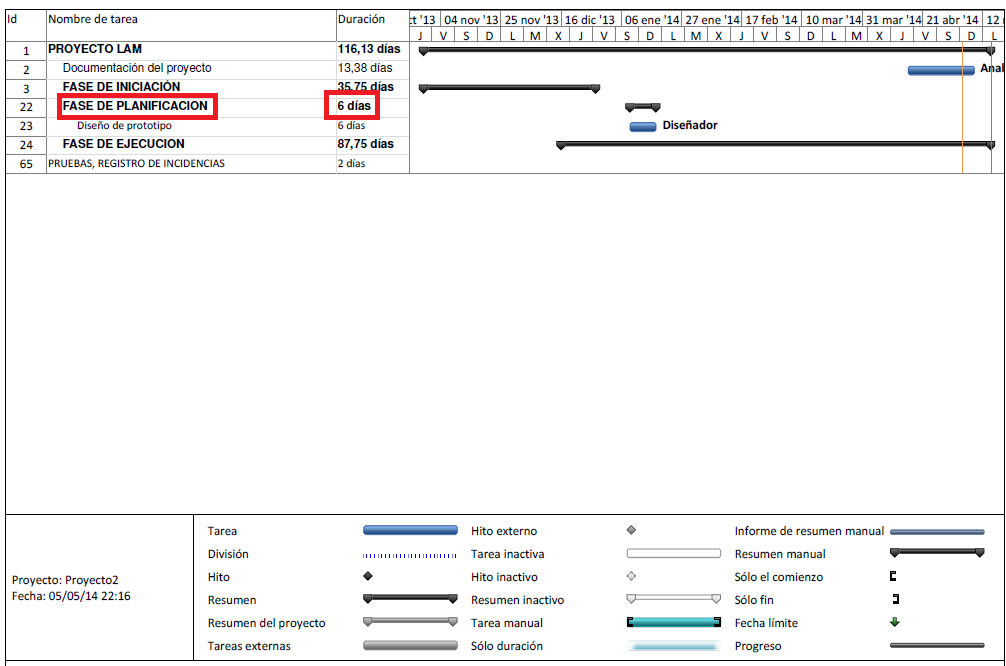 Id Nombre de tarea Duración ct '13 04 nov '13 25 nov '13 16 dic '13 06 ene '14 27 ene '14 17 feb '14 10 mar '14 31 mar '14 21 abr '14 12
J V S D L M X J V S D L M X J V S D L M X J V S D L
1 PROYECTO LAM 116,13 días
2 Documentación del proyecto 13,38 días Anal
3 FASE DE INICIACIÓN 35,75 días
22 FASE DE PLANIFICACION 6 días
23 Diseño de prototipo 6 días Diseñador
24 FASE DE EJECUCION 87,75 días
65 PRUEBAS, REGISTRO DE INCIDENCIAS 2 días
Proyecto: Proyecto2
Fecha: 05/05/14 22:16
Tarea
División
Hito
Resumen
Resumen del proyecto
Tareas externas
Hito externo
Tarea inactiva
Hito inactivo
Resumen inactivo
Tarea manual
Sólo duración
Informe de resumen manual
Resumen manual
Sólo el comienzo
Sólo fin
Fecha límite
Progreso